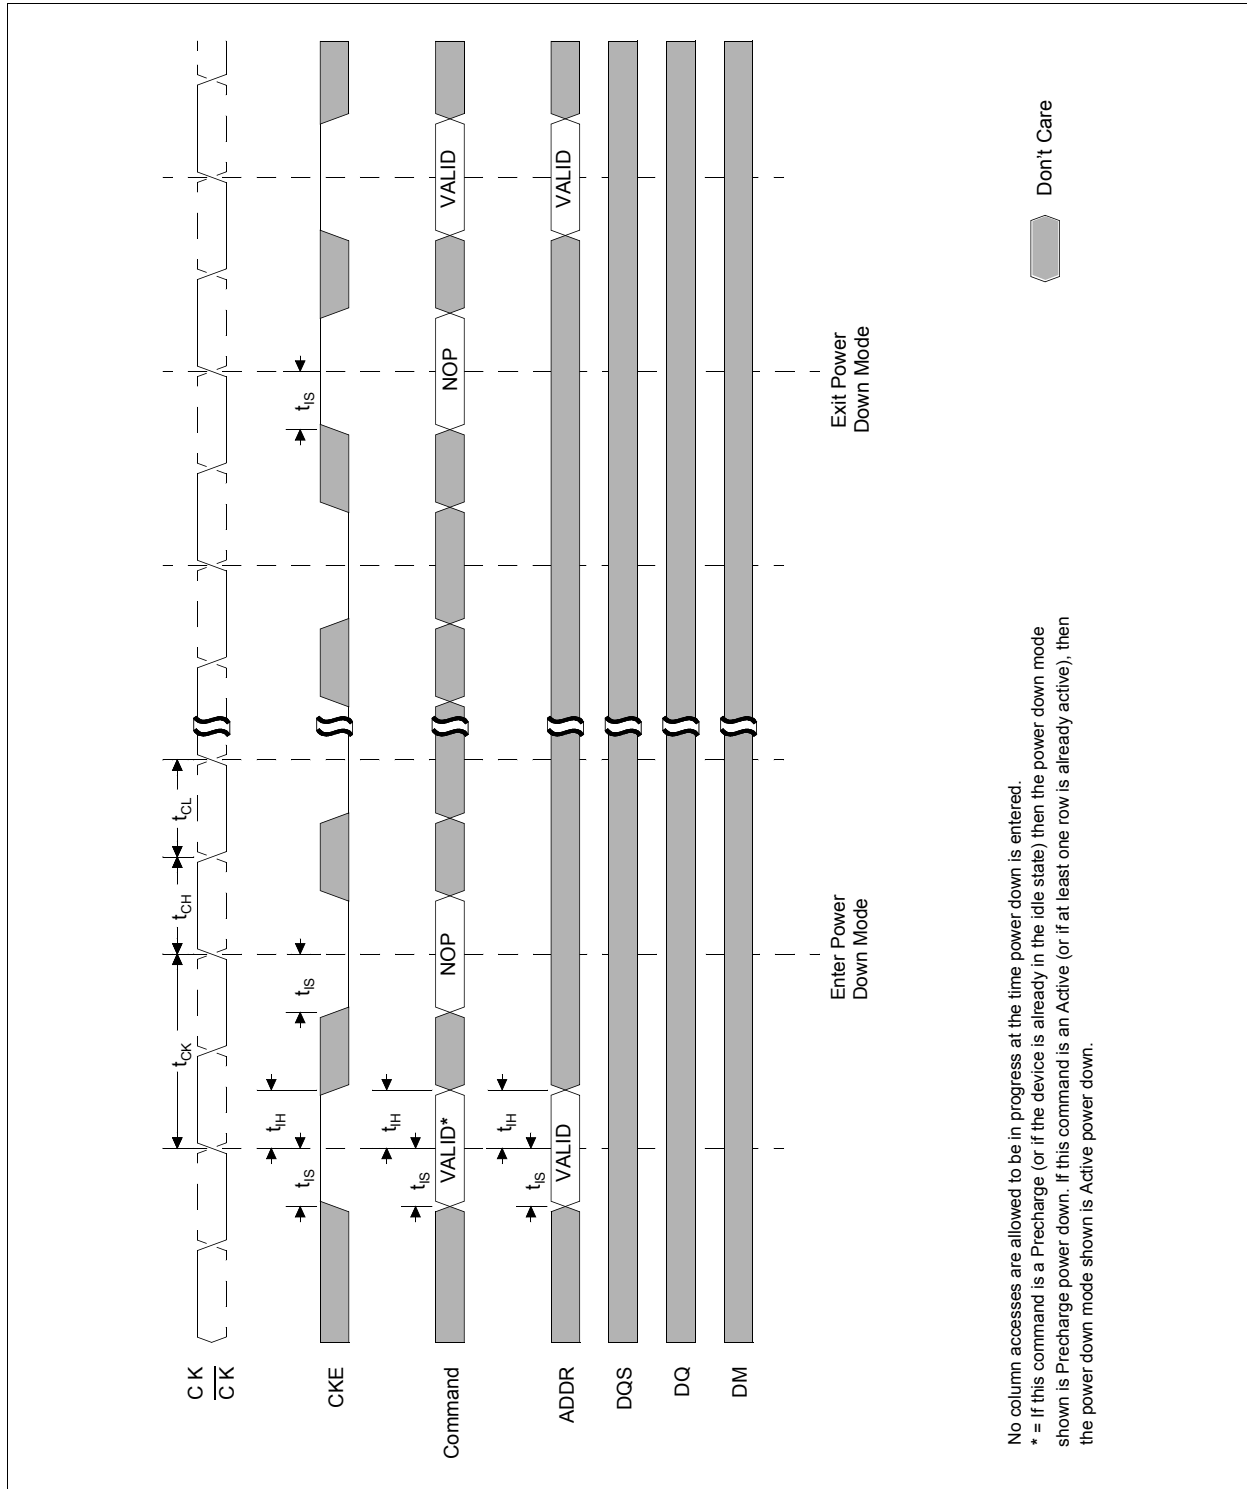 CK
CK
tCK
tCH
tCL
CKE
tIS
tIH
tIS
tIS
Command
tIS
tIH
VALID*
NOP
NOP
VALID
ADDR
tIS
tIH
VALID
VALID
DQS
DQ
DM
Enter Power
Down Mode
Exit Power
Down Mode
No column accesses are allowed to be in progress at the time power down is entered.
* = If this command is a Precharge (or if the device is already in the idle state) then the power down mode
shown is Precharge power down. If this command is an Active (or if at least one row is already active), then
the power down mode shown is Active power down.
Don't Care